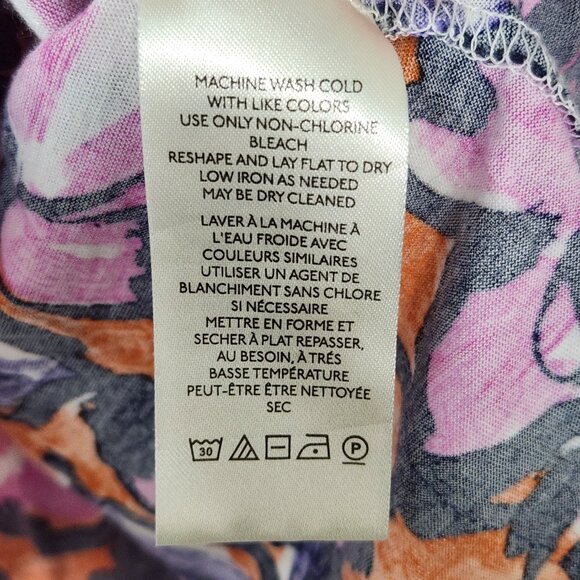 MACHINE WASH COLD
WITH LIKE COLORS
USE ONLY NON-CHLORINE
BLEACH
RESHAPE AND LAY FLAT TO DRY
LOW IRON AS NEEDED
MAY BE DRY CLEANED
LAVER À LA MACHINE À
L'EAU FROIDE AVEC
COULEURS SIMILAIRES
UTILISER UN AGENT DE
BLANCHIMENT SANS CHLORE
SI NÉCESSAIRE
METTRE EN FORME ET
SECHER À PLAT REPASSER,
AU BESOIN, À TRÉS
BASSE TEMPÉRATURE
PEUT-ÊTRE ÊTRE NETTOYÉE
SEC
30 P